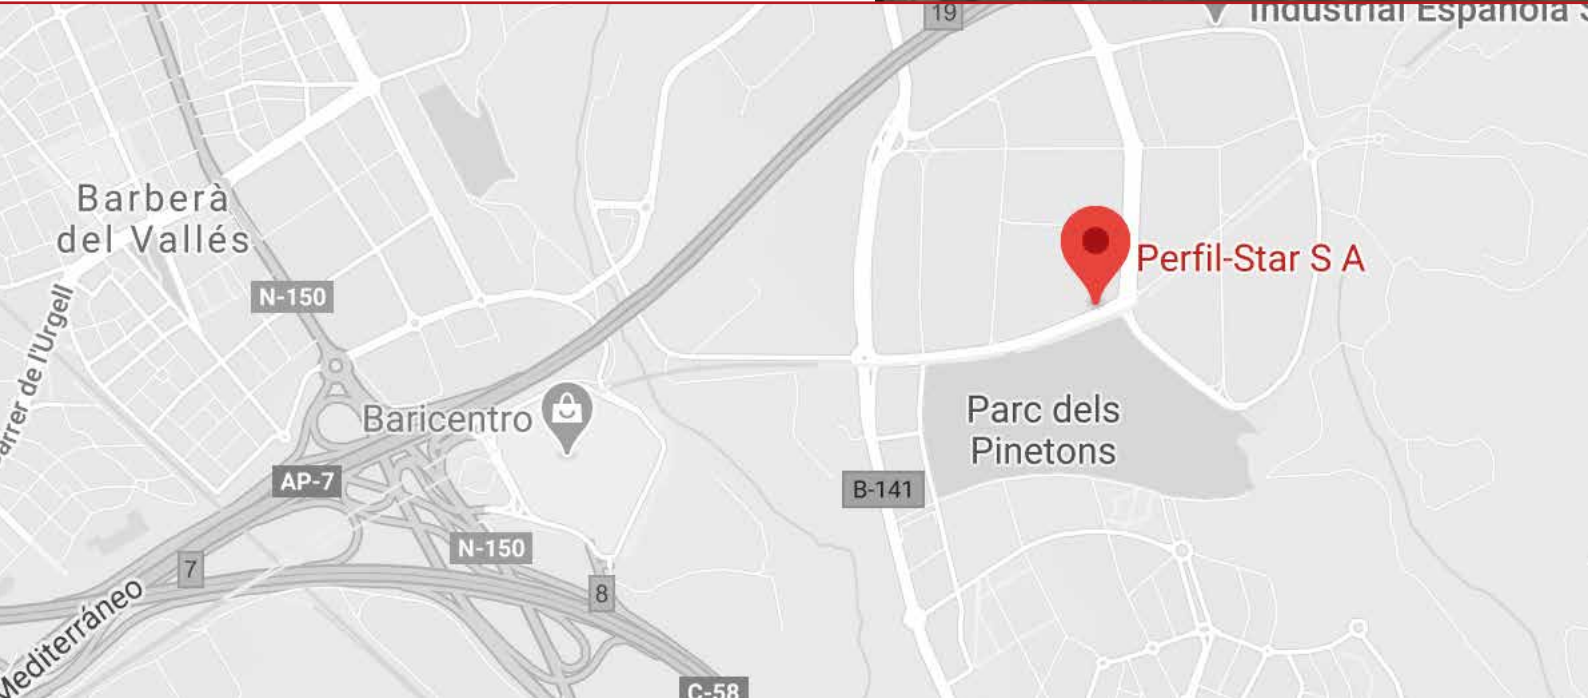 19
Industrial Española
Barberà
del Vallés
Perfil-Star S A
N-150
de l'Urgell
Baricentro
Parc dels
Pinetons
AP-7
B-141
N-150
7
8
Mediterráneo
C-58